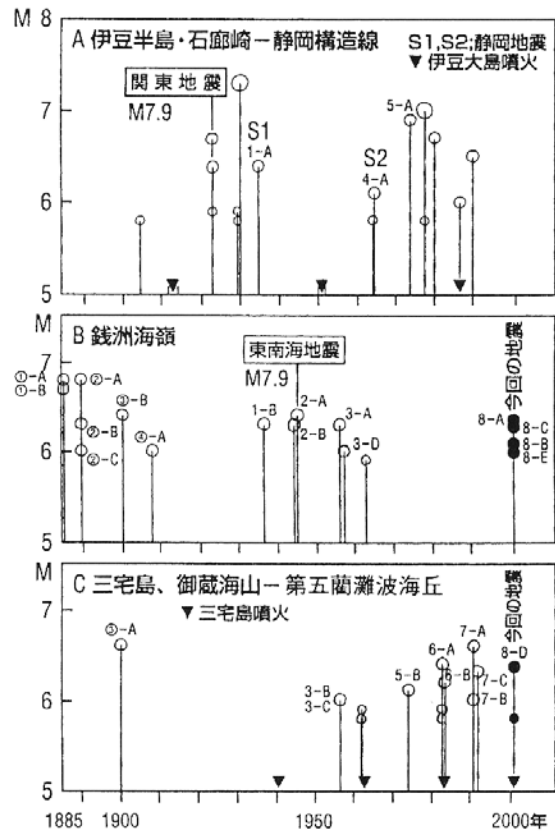 M 8
A 伊豆半島・石廊崎－静岡構造線
S1,S2;静岡地震
▼ 伊豆大島噴火
関東地震
M7.9
S1
1-A
S2
4-A
5-A
7
6
5
M
B 銭洲海嶺
東南海地震
M7.9
今回の地震
①-A
①-B
②-A
②-B
②-C
③-B
④-A
1-B
2-A
2-B
3-A
3-D
8-A
8-C
8-B
8-E
7
6
5
M
C 三宅島、御蔵海山－第五藺灘波海丘
▼ 三宅島噴火
今回の地震
③-A
3-B
3-C
5-B
6-A
6-B
7-A
7-C
7-B
8-D
7
6
5
1885 1900 1950 2000年